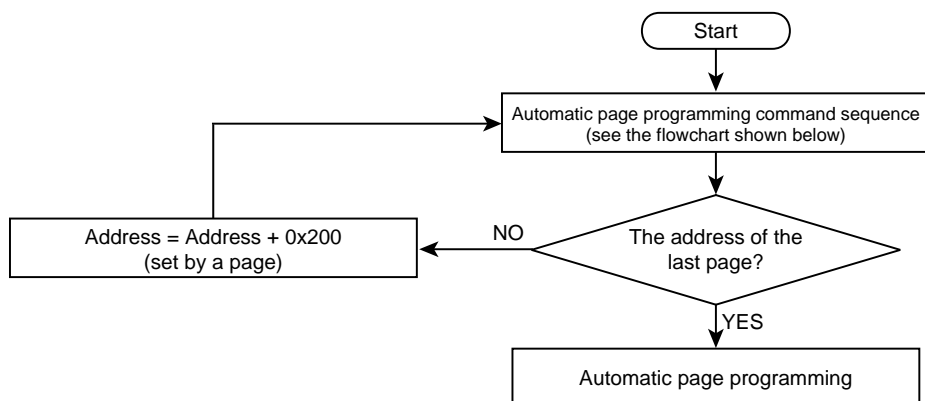 Start
Automatic page programming command sequence
(see the flowchart shown below)
Address = Address + 0x200
(set by a page)
NO
The address of the
last page?
YES
Automatic page programming